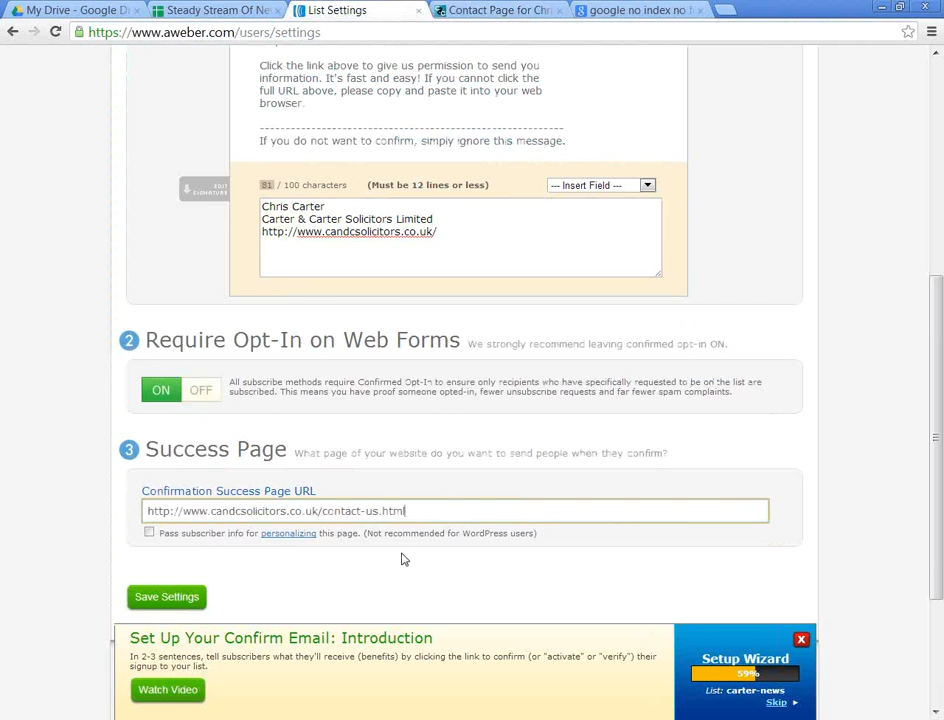 My Drive - Google Dr
Steady Stream Of Ne
List Settings
Contact Page for Chri
google no index no f
https://www.aweber.com/users/settings
Click the link above to give us permission to send you
information. It's fast and easy! If you cannot click the
full URL above, please copy and paste it into your web
browser.
------------------------------------------------------------
If you do not want to confirm, simply ignore this message.
EDIT
SIGNATURE
81 / 100 characters (Must be 12 lines or less) --- Insert Field ---
Chris Carter
Carter & Carter Solicitors Limited
http://www.candcsolicitors.co.uk/
2 Require Opt-In on Web Forms We strongly recommend leaving confirmed opt-in ON.
ON OFF
All subscribe methods require Confirmed Opt-In to ensure only recipients who have specifically requested to be on the list are
subscribed. This means you have proof someone opted-in, fewer unsubscribe requests and far fewer spam complaints.
3 Success Page What page of your website do you want to send people when they confirm?
Confirmation Success Page URL
http://www.candcsolicitors.co.uk/contact-us.html
Pass subscriber info for personalizing this page. (Not recommended for WordPress users)
Save Settings
Set Up Your Confirm Email: Introduction
In 2-3 sentences, tell subscribers what they'll receive (benefits) by clicking the link to confirm (or "activate" or "verify") their
signup to your list.
Watch Video
Setup Wizard
59%
List: carter-news
Skip